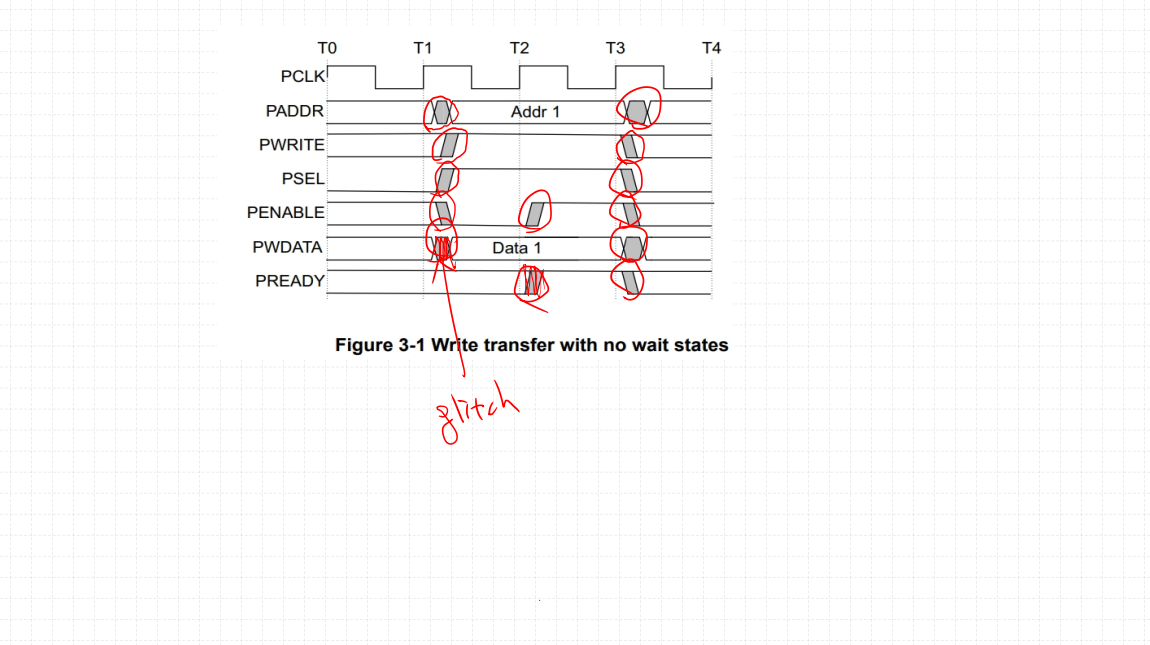 T0 T1 T2 T3 T4
PCLK
PADDR Addr 1
PWRITE
PSEL
PENABLE
PWDATA Data 1
PREADY
Figure 3-1 Write transfer with no wait states
glitch